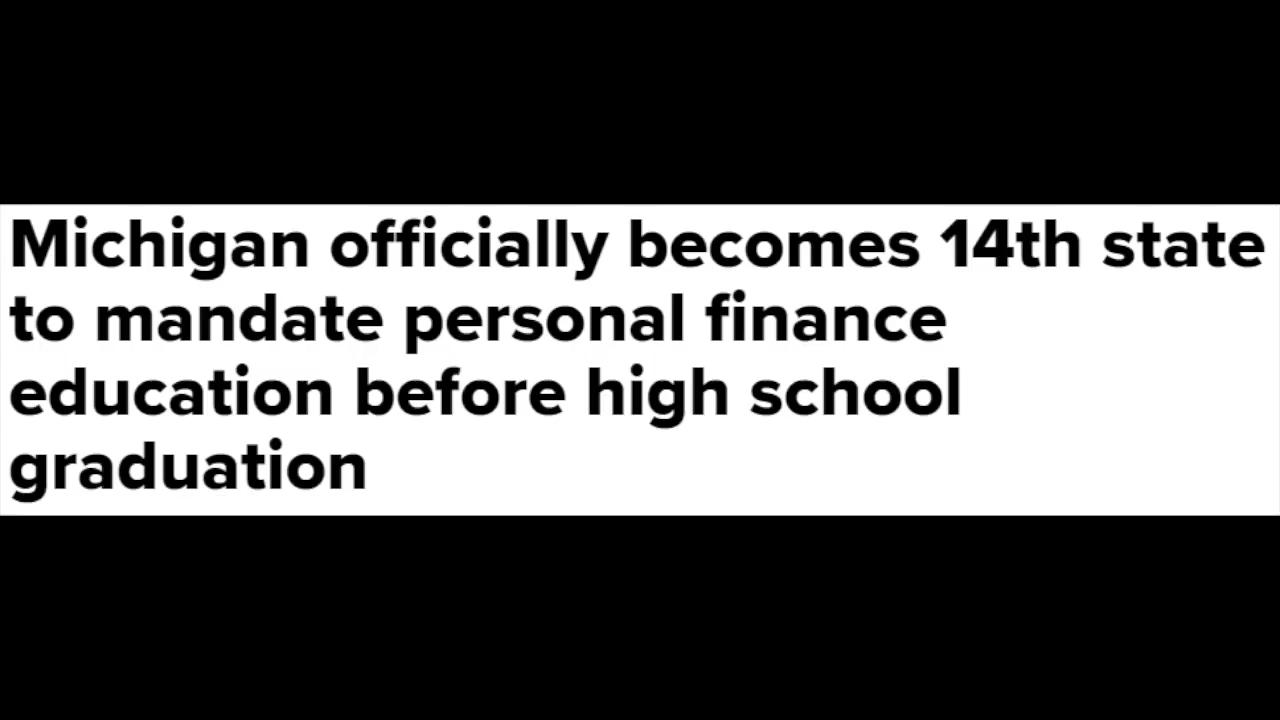 Michigan officially becomes 14th state
to mandate personal finance
education before high school
graduation